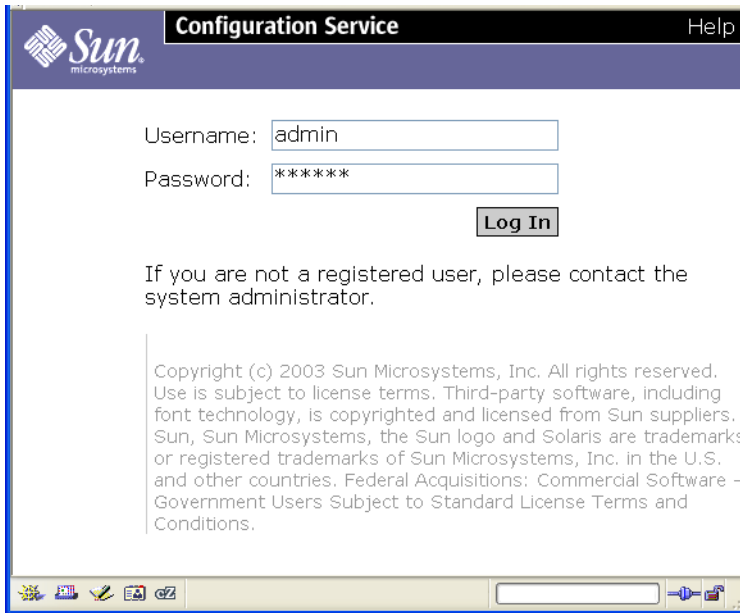 Configuration Service
Help
Sun.
microsystems
Username: admin
Password: ******
Log In
If you are not a registered user, please contact the
system administrator.
Copyright (c) 2003 Sun Microsystems, Inc. All rights reserved.
Use is subject to license terms. Third-party software, including
font technology, is copyrighted and licensed from Sun suppliers.
Sun, Sun Microsystems, the Sun logo and Solaris are trademarks
or registered trademarks of Sun Microsystems, Inc. in the U.S.
and other countries. Federal Acquisitions: Commercial Software -
Government Users Subject to Standard License Terms and
Conditions.